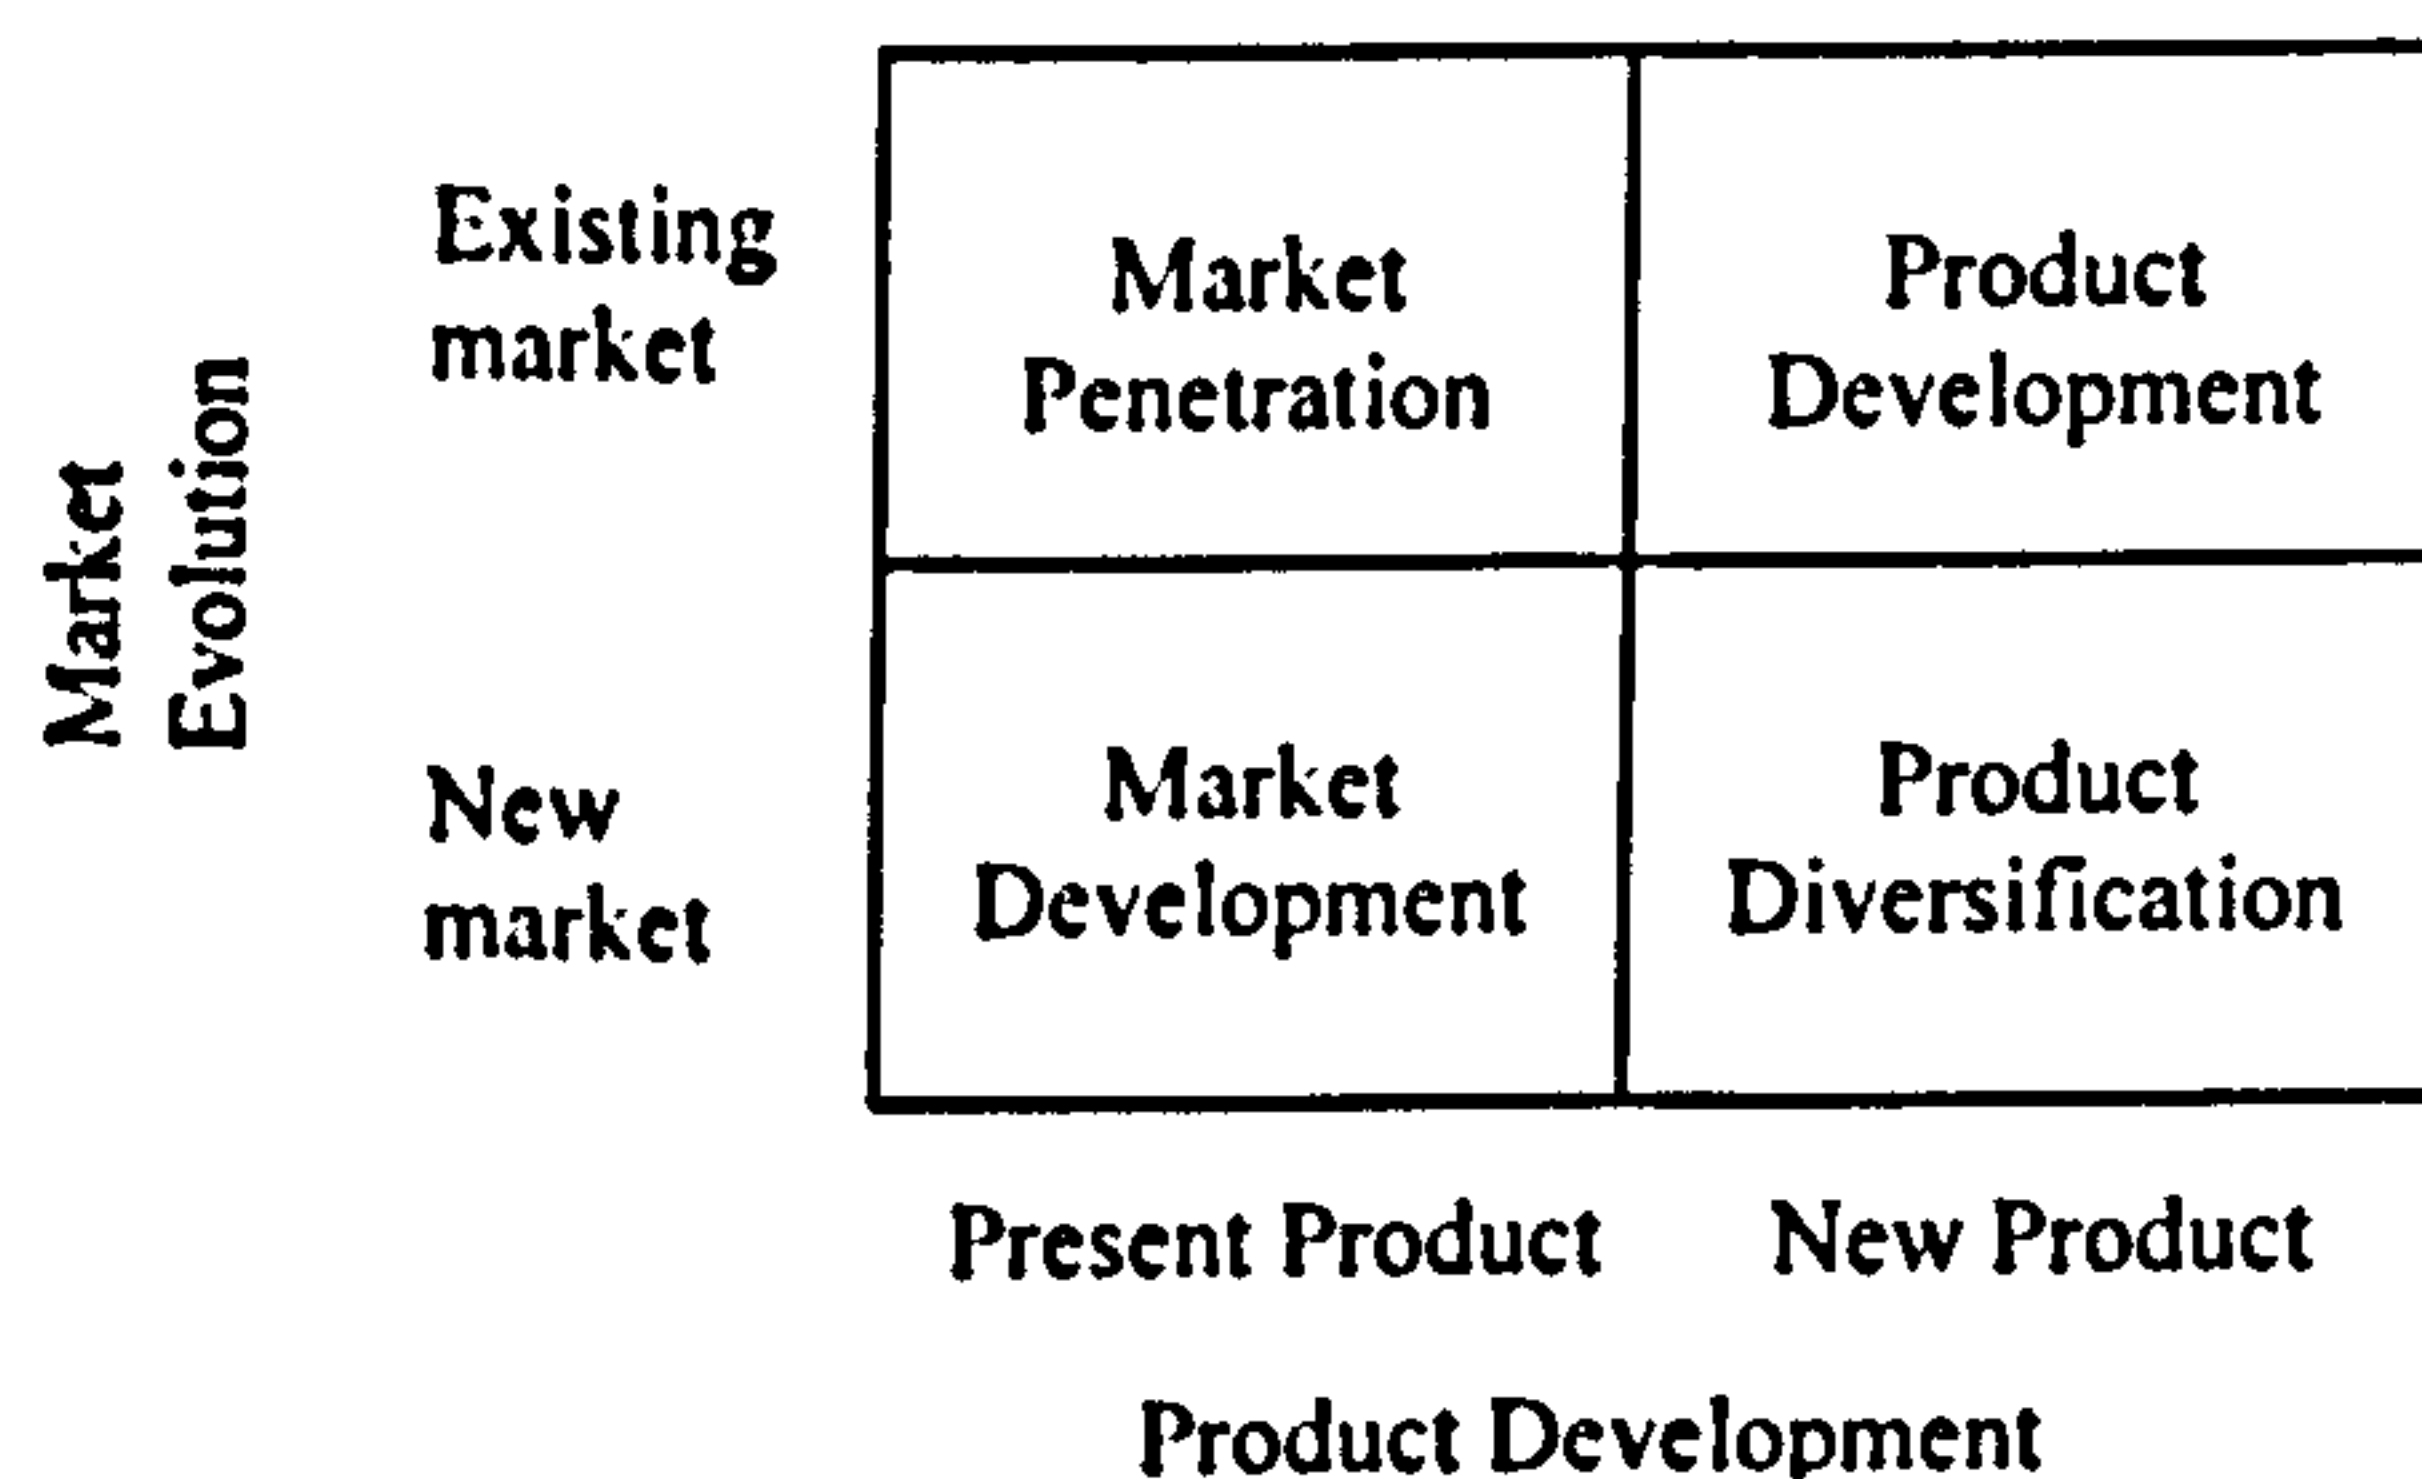 Market
Evolution
Existing
market
Market
Penetration
Product
Development
New
market
Market
Development
Product
Diversification
Present Product
New Product
Product Development